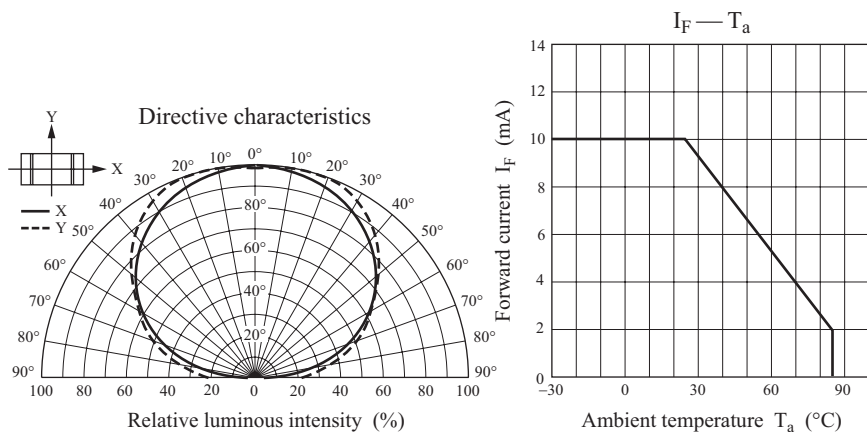 Directive characteristics
Y
X
X
Y
0°
10° 10°
20° 20°
30° 30°
40° 40°
50° 50°
60° 60°
70° 70°
80° 80°
90° 90°
80°
60°
40°
20°
100 80 60 40 20 0 20 40 60 80 100
Relative luminous intensity (%)
I_F — T_a
Forward current I_F (mA)
14
12
10
8
6
4
2
0
−30 0 30 60 90
Ambient temperature T_a (°C)